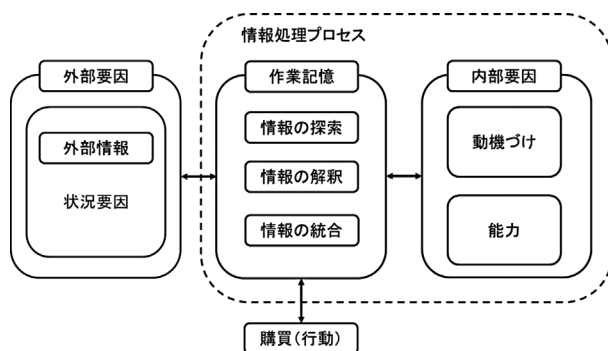 情報処理プロセス
外部要因
外部情報
状況要因
作業記憶
情報の探索
情報の解釈
情報の統合
内部要因
動機づけ
能力
購買(行動)